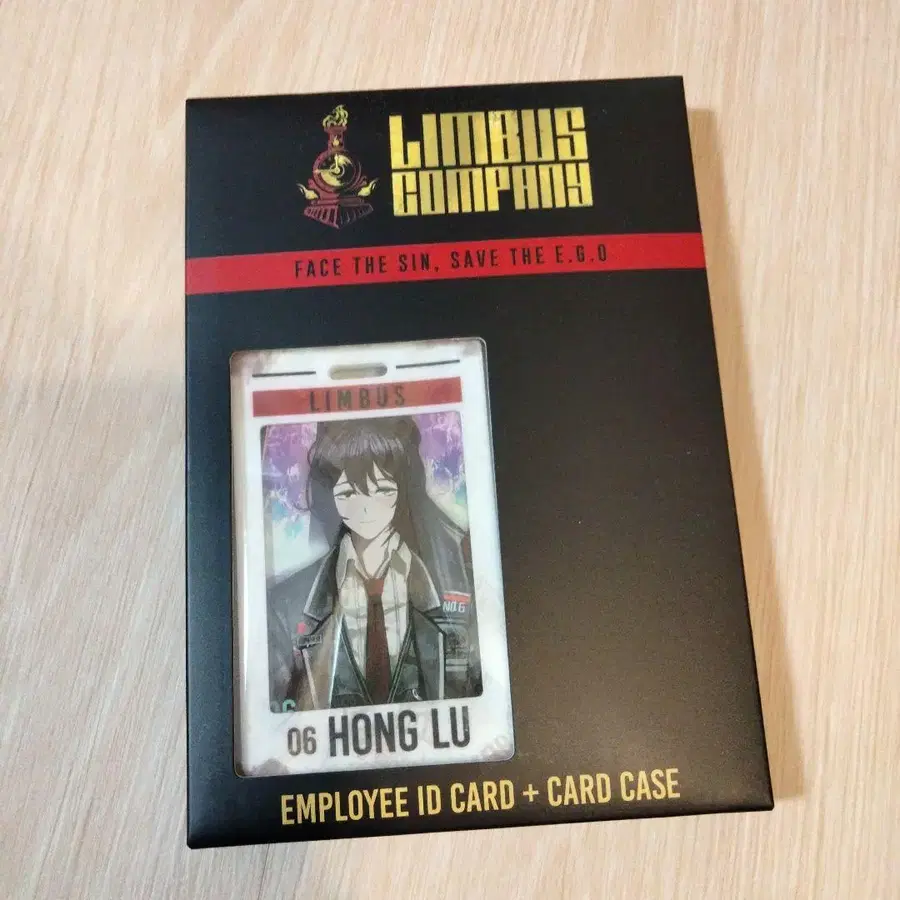 LIMBUS
COMPANY
FACE THE SIN, SAVE THE E.G.O
LIMBUS
NO.6
06 HONG LU
EMPLOYEE ID CARD + CARD CASE